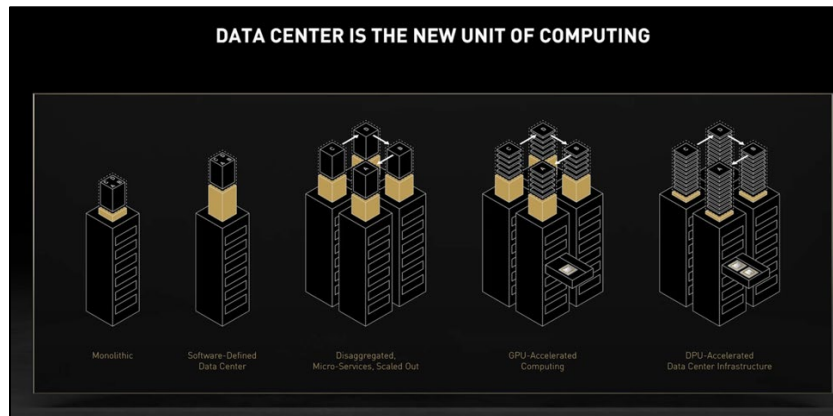 DATA CENTER IS THE NEW UNIT OF COMPUTING
Monolithic
Software-Defined
Data Center
Disaggregated,
Micro-Services, Scaled Out
GPU-Accelerated
Computing
DPU-Accelerated
Data Center Infrastructure